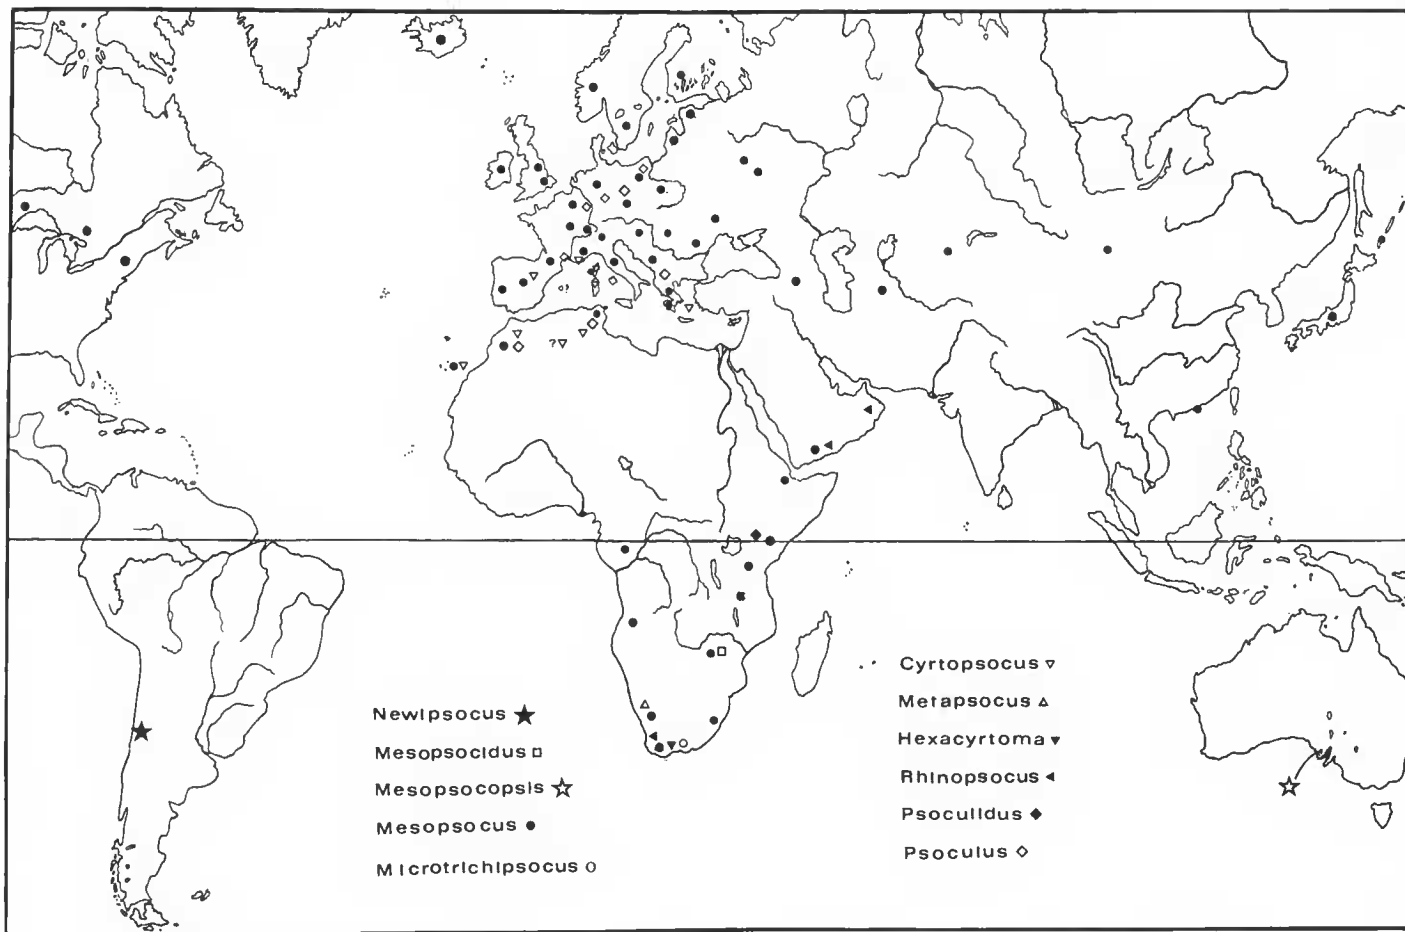 Newipsocus ★
Mesopsocidus □
Mesopsocopsis ☆
Mesopsocus ●
Microtrichipsocus ○
Cyrtopsocus ▽
Metapsocus △
Hexacyrtoma ▼
Rhinopsocus ◀
Psoculidus ◆
Psoculus ◇
?
?